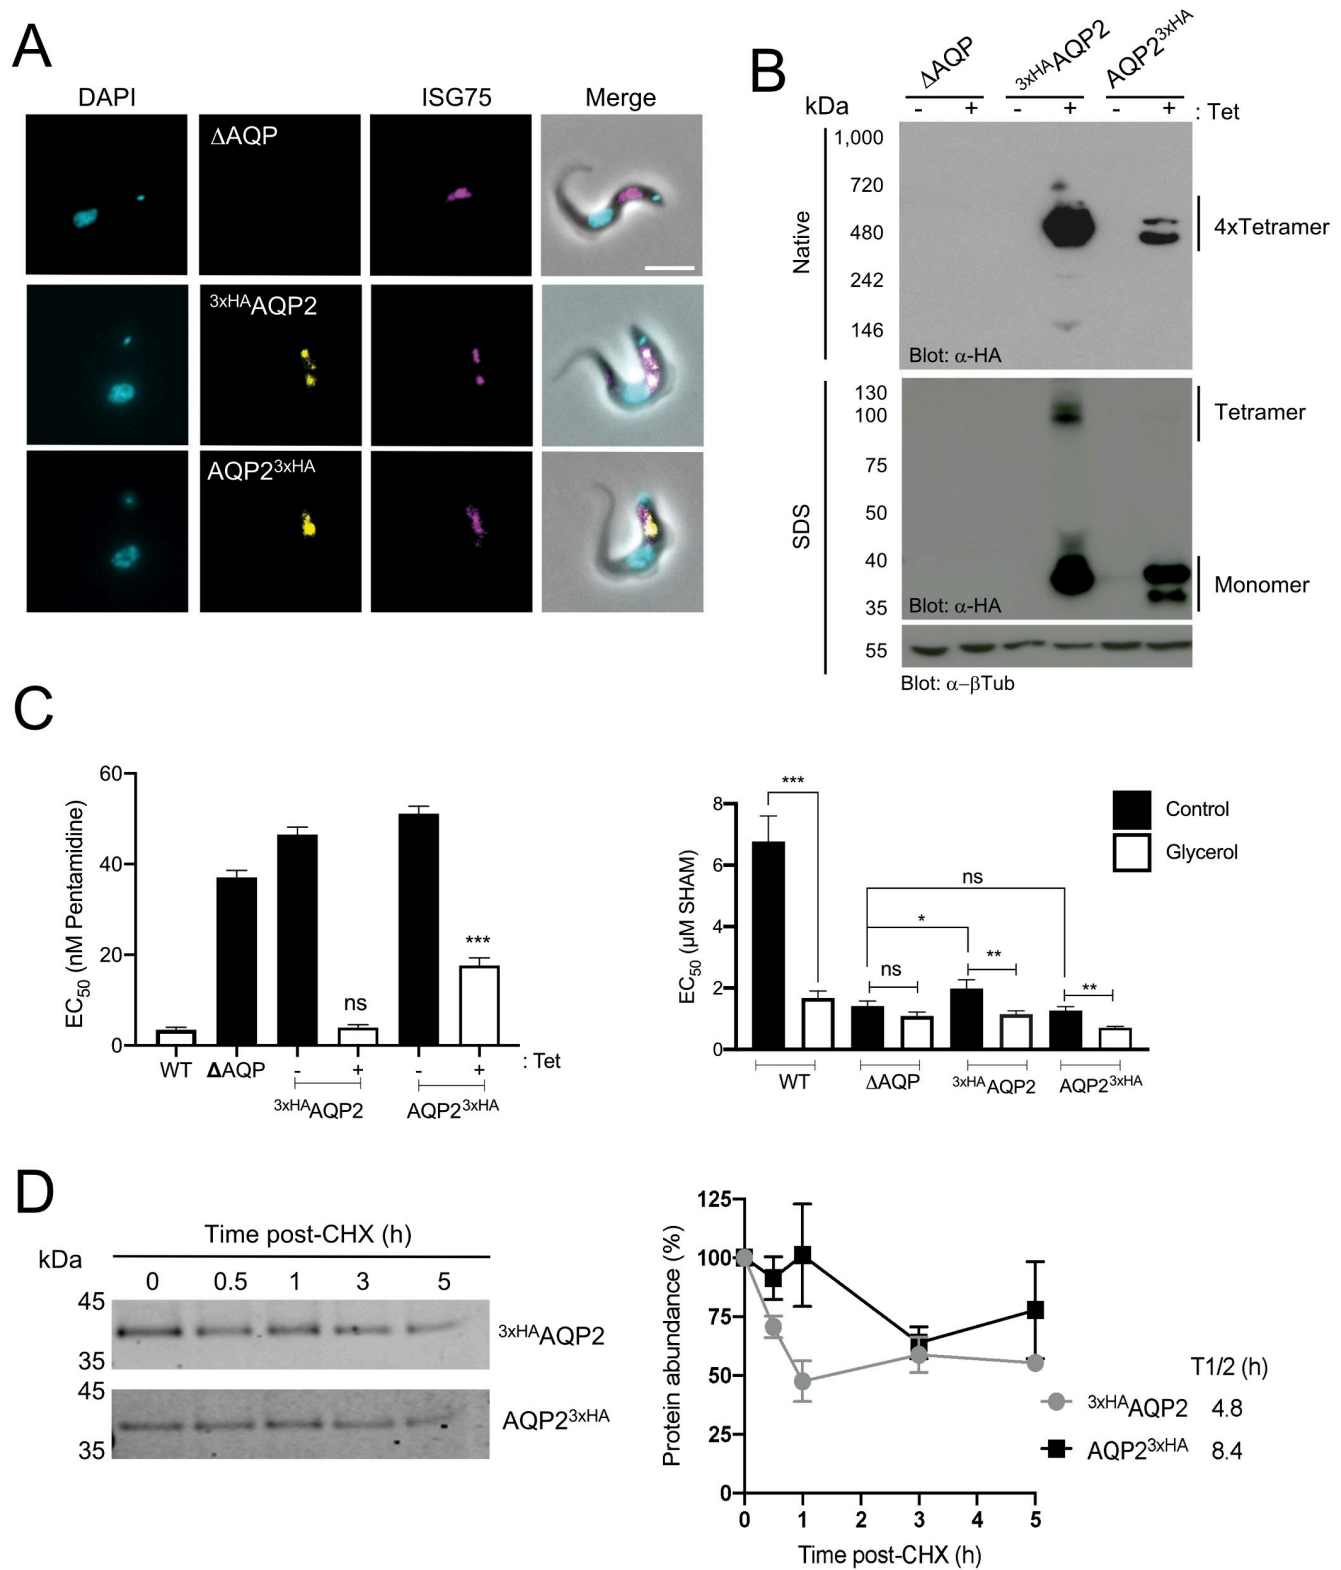 A
DAPI ISG75 Merge
ΔAQP
3xHAAQP2
AQP23xHA
B
ΔAQP 3xHAAQP2 AQP23xHA
kDa - + - + - + : Tet
Native
1,000
720
480
242
146
4xTetramer
Blot: α-HA
SDS
130
100
75
50
40
35
55
Tetramer
Monomer
Blot: α-HA
Blot: α-βTub
C
EC50 (nM Pentamidine)
60
40
20
0
ns
***
WT ΔAQP - + - + : Tet
3xHAAQP2 AQP23xHA
EC50 (µM SHAM)
8
6
4
2
0
***
ns
*
ns
**
**
Control
Glycerol
WT ΔAQP 3xHAAQP2 AQP23xHA
D
Time post-CHX (h)
kDa
0 0.5 1 3 5
45
35
3xHAAQP2
45
35
AQP23xHA
Protein abundance (%)
125
100
75
50
25
0
0 1 2 3 4 5
Time post-CHX (h)
T1/2 (h)
3xHAAQP2 4.8
AQP23xHA 8.4